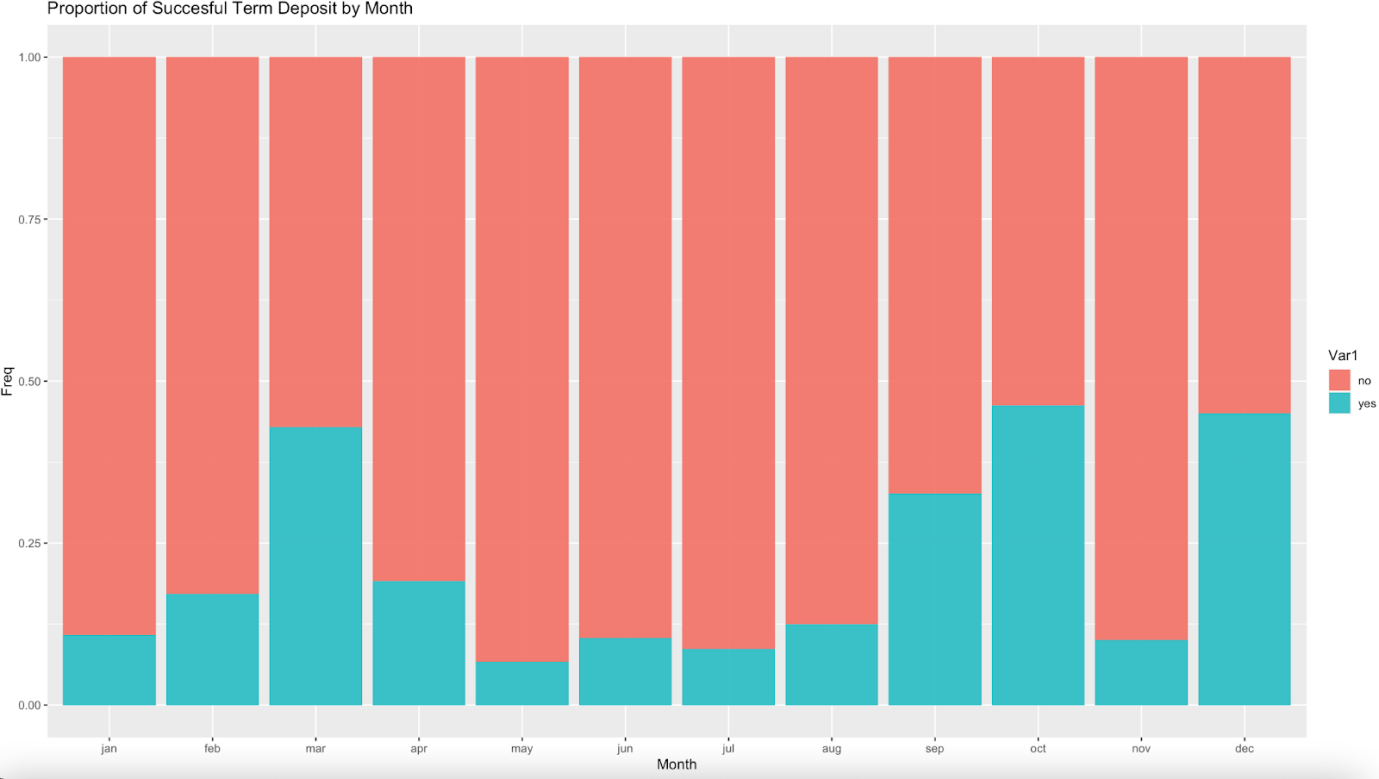 Proportion of Succesful Term Deposit by Month
1.00
0.75
0.50
0.25
0.00
Freq
jan feb mar apr may jun jul aug sep oct nov dec
Month
Var1
no
yes